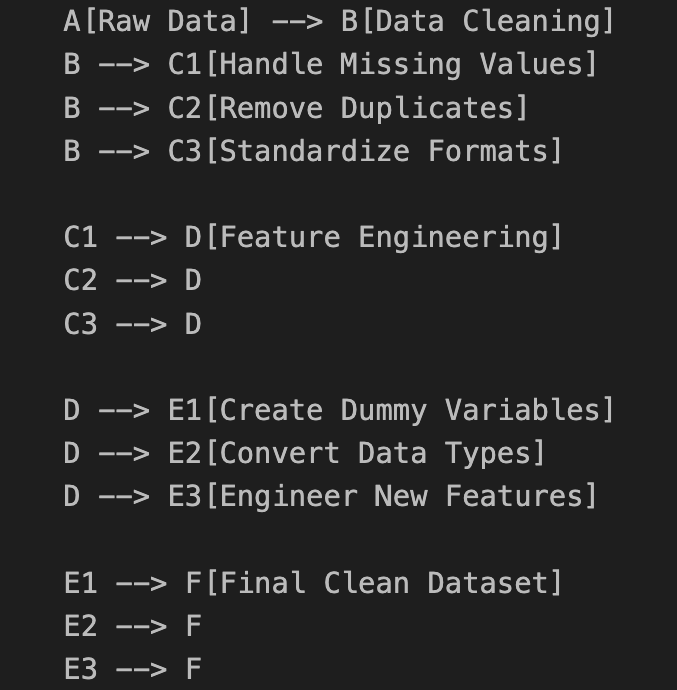 A[Raw Data] --> B[Data Cleaning]
B --> C1[Handle Missing Values]
B --> C2[Remove Duplicates]
B --> C3[Standardize Formats]
C1 --> D[Feature Engineering]
C2 --> D
C3 --> D
D --> E1[Create Dummy Variables]
D --> E2[Convert Data Types]
D --> E3[Engineer New Features]
E1 --> F[Final Clean Dataset]
E2 --> F
E3 --> F